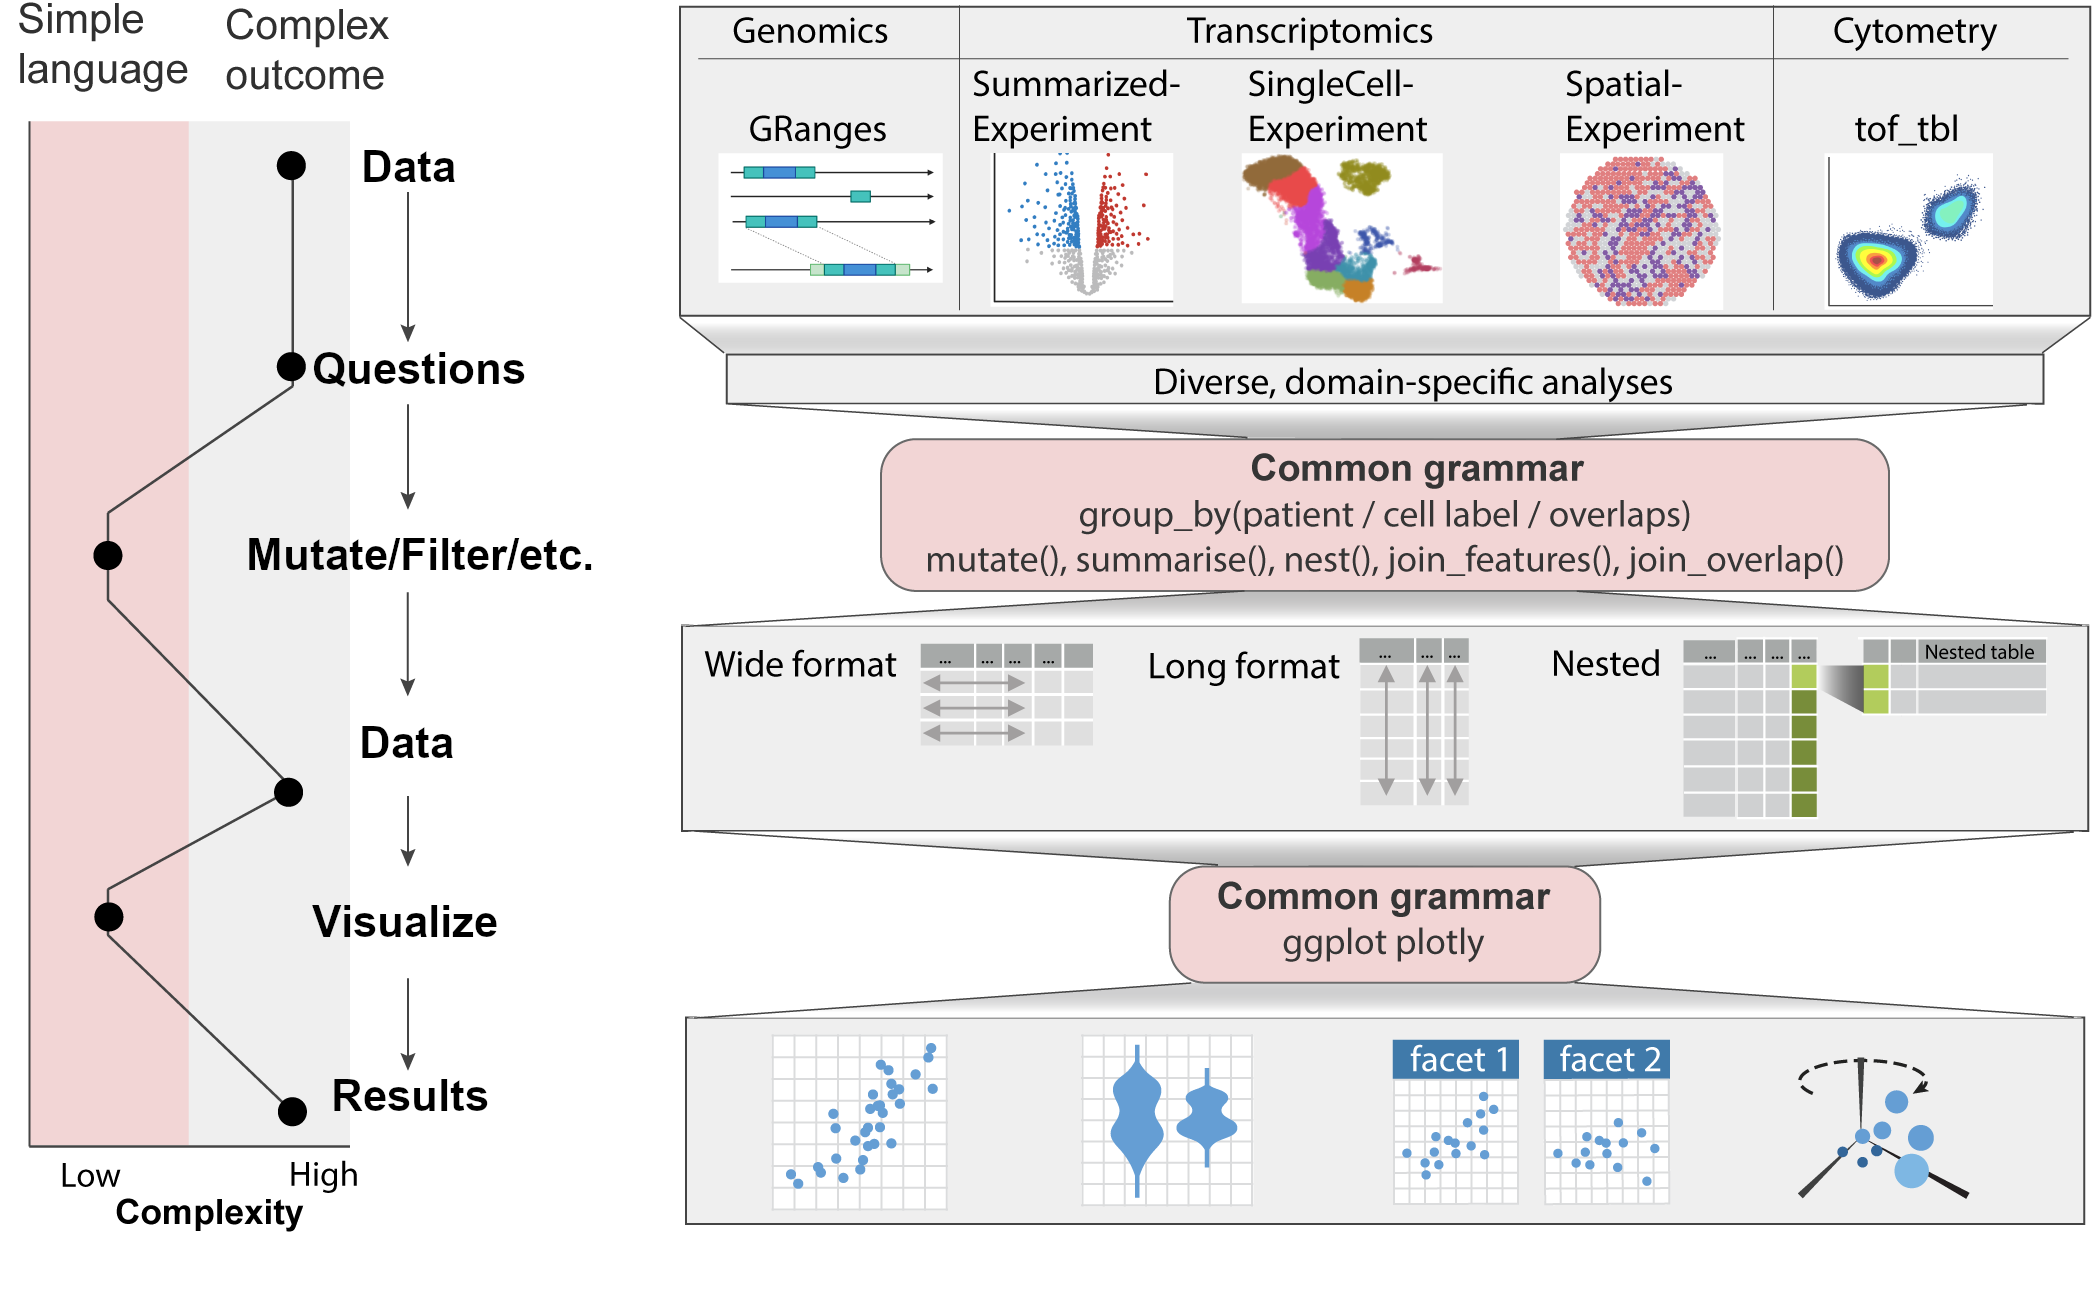 Simple
language
Complex
outcome
Data
Questions
Mutate/Filter/etc.
Data
Visualize
Results
Low
High
Complexity
Genomics
Transcriptomics
Cytometry
GRanges
Summarized-
Experiment
SingleCell-
Experiment
Spatial-
Experiment
tof_tbl
Diverse, domain-specific analyses
Common grammar
group_by(patient / cell label / overlaps)
mutate(), summarise(), nest(), join_features(), join_overlap()
Wide format
... ... ... ...
Long format
... ... ...
Nested
... ... ... ...
Nested table
Common grammar
ggplot plotly
facet 1
facet 2